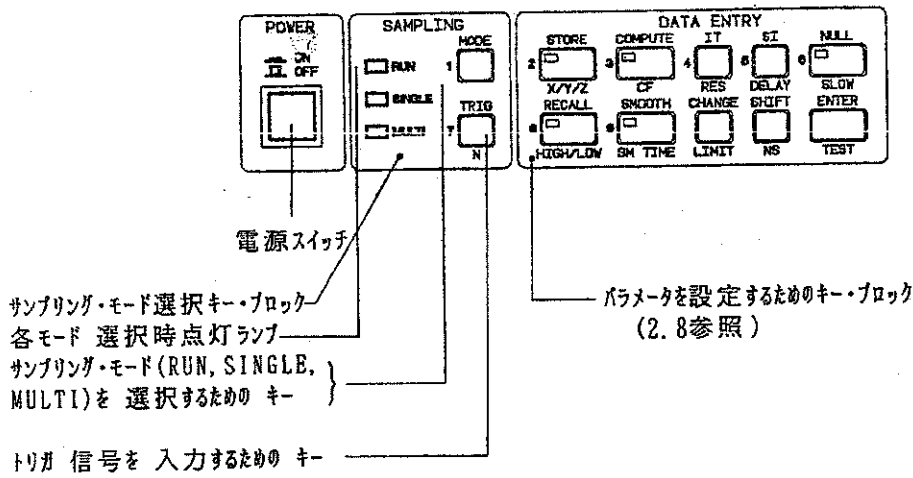 POWER
ON
OFF
SAMPLING
MODE
RUN
1
SINGLE
TRIG
MULTI
7
N
DATA ENTRY
STORE COMPUTE IT SI NULL
2 3 4 5 6
X/Y/Z CF RES DELAY SLOW
RECALL SMOOTH CHANGE SHIFT ENTER
8 9
HIGH/LOW SM TIME LIMIT NS TEST
電源スイッチ
サンプリング・モード選択キー・ブロック
各モード 選択時点灯ランプ
サンプリング・モード(RUN, SINGLE,
MULTI)を 選択するための キー
トリガ 信号を 入力するための キー
パラメータを設定するためのキー・ブロック
(2.8参照)